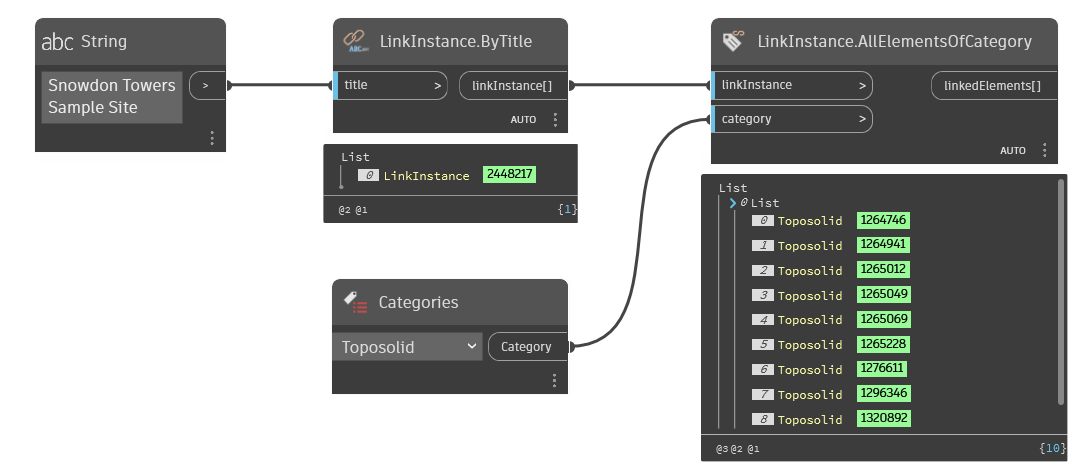 abc String
Snowdon Towers
Sample Site
>
LinkInstance.ByTitle
title >
linkInstance[]
AUTO
List
0 LinkInstance 2448217
@2 @1
{1}
Categories
Toposolid
Category
LinkInstance.AllElementsOfCategory
linkInstance >
linkedElements[]
category >
AUTO
List
0 List
0 Toposolid 1264746
1 Toposolid 1264941
2 Toposolid 1265012
3 Toposolid 1265049
4 Toposolid 1265069
5 Toposolid 1265228
6 Toposolid 1276611
7 Toposolid 1296346
8 Toposolid 1320892
@3 @2 @1
{10}